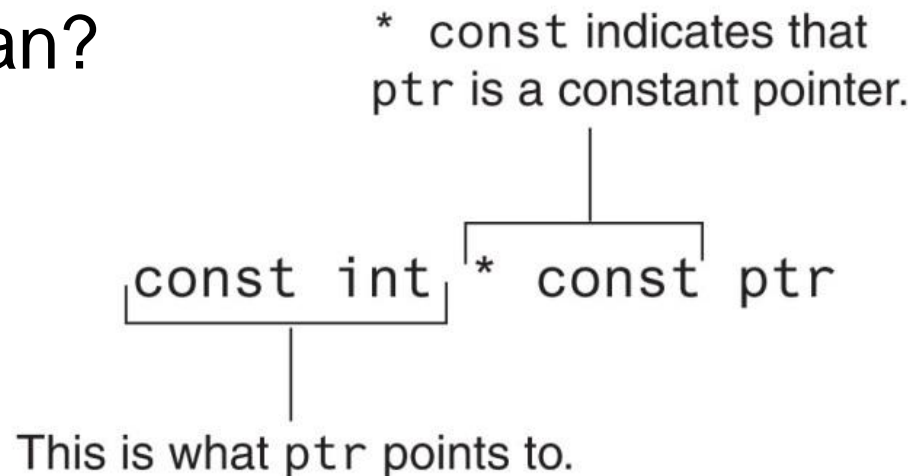 an?
* const indicates that
ptr is a constant pointer.
const int * const ptr
This is what ptr points to.